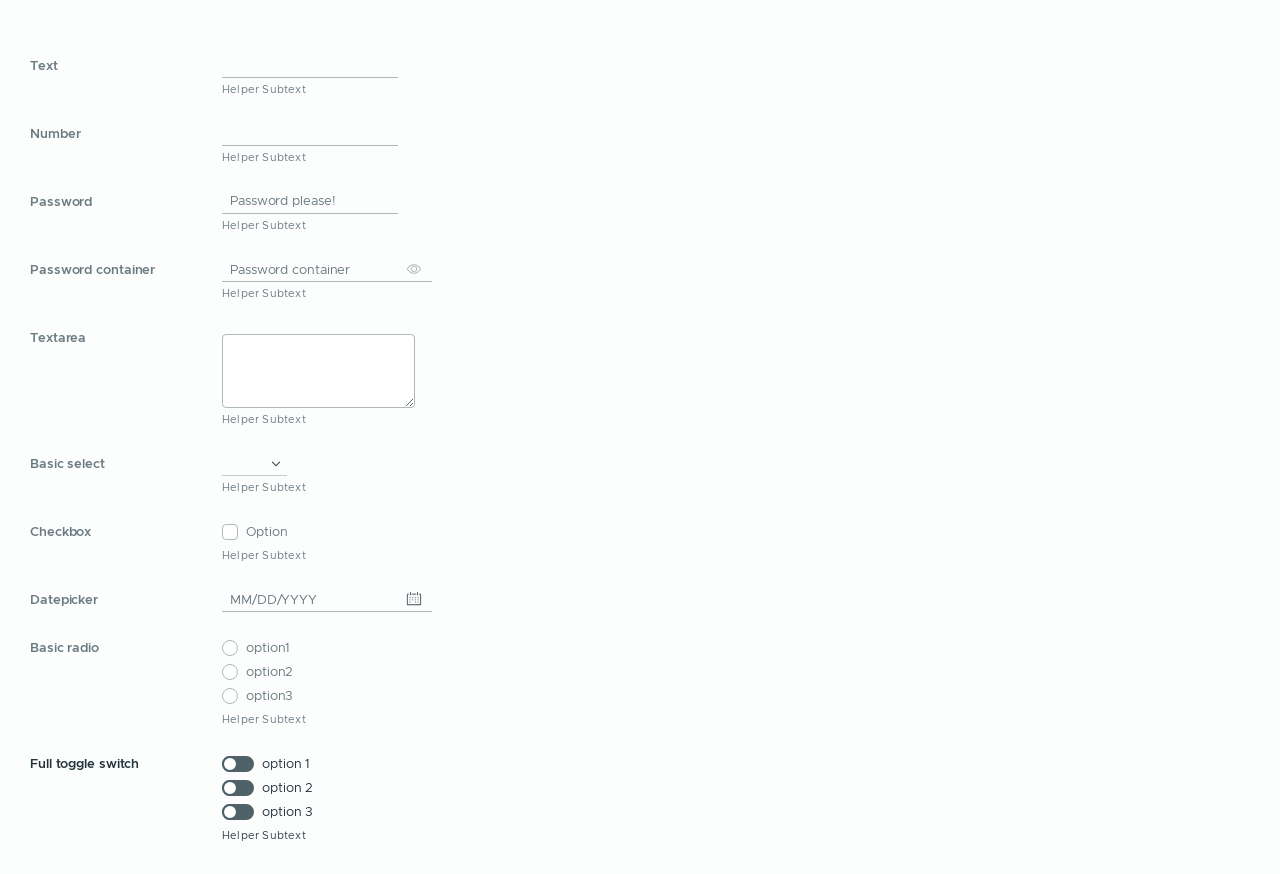 Text
Helper Subtext
Number
Helper Subtext
Password
Password please!
Helper Subtext
Password container
Password container
Helper Subtext
Textarea
Helper Subtext
Basic select
Helper Subtext
Checkbox
Option
Helper Subtext
Datepicker
MM/DD/YYYY
Basic radio
option1
option2
option3
Helper Subtext
Full toggle switch
option 1
option 2
option 3
Helper Subtext